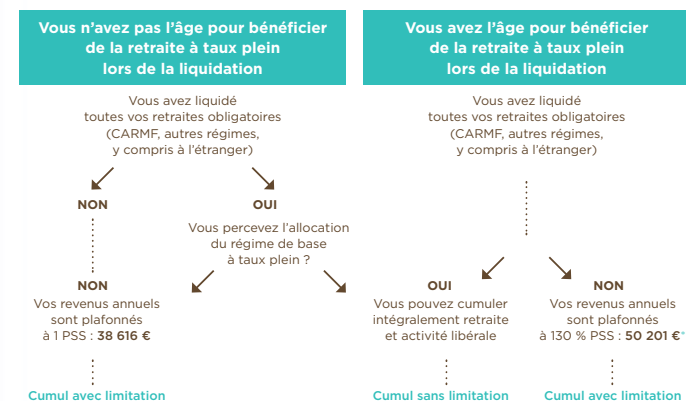 Vous n’avez pas l’âge pour bénéficier
de la retraite à taux plein
lors de la liquidation
Vous avez liquidé
toutes vos retraites obligatoires
(CARMF, autres régimes,
y compris à l’étranger)
NON
OUI
Vous percevez l’allocation
du régime de base
à taux plein ?
NON
Vos revenus annuels
sont plafonnés
à 1 PSS : 38 616 €
Cumul avec limitation
Vous avez l’âge pour bénéficier
de la retraite à taux plein
lors de la liquidation
Vous avez liquidé
toutes vos retraites obligatoires
(CARMF, autres régimes,
y compris à l’étranger)
OUI
Vous pouvez cumuler
intégralement retraite
et activité libérale
Cumul sans limitation
NON
Vos revenus annuels
sont plafonnés
à 130 % PSS : 50 201 €*
Cumul avec limitation